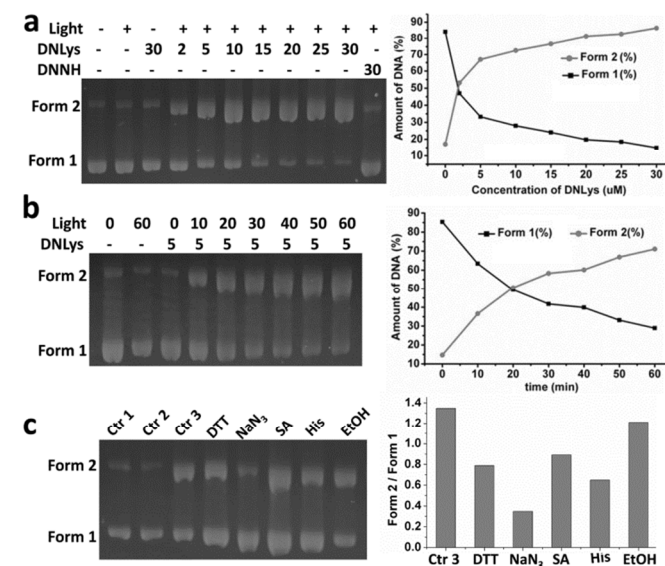 a
Light - + - + + + + + + + +
DNLys - - 30 2 5 10 15 20 25 30 -
DNNH - - - - - - - - - - 30
Form 2
Form 1
90
80
70
60
50
40
30
20
10
Amount of DNA (%)
Form 2 (%)
Form 1(%)
0 5 10 15 20 25 30
Concentration of DNLys (uM)
b
Light 0 60 0 10 20 30 40 50 60
DNLys - - 5 5 5 5 5 5 5
Form 2
Form 1
90
80
70
60
50
40
30
20
10
Amount of DNA (%)
Form 1(%) Form 2(%)
0 10 20 30 40 50 60
time (min)
c
Ctr 1 Ctr 2 Ctr 3 DTT NaN₃ SA His EtOH
Form 2
Form 1
1.4
1.2
1.0
0.8
0.6
0.4
0.2
0.0
Form 2 / Form 1
Ctr 3 DTT NaN₃ SA His EtOH